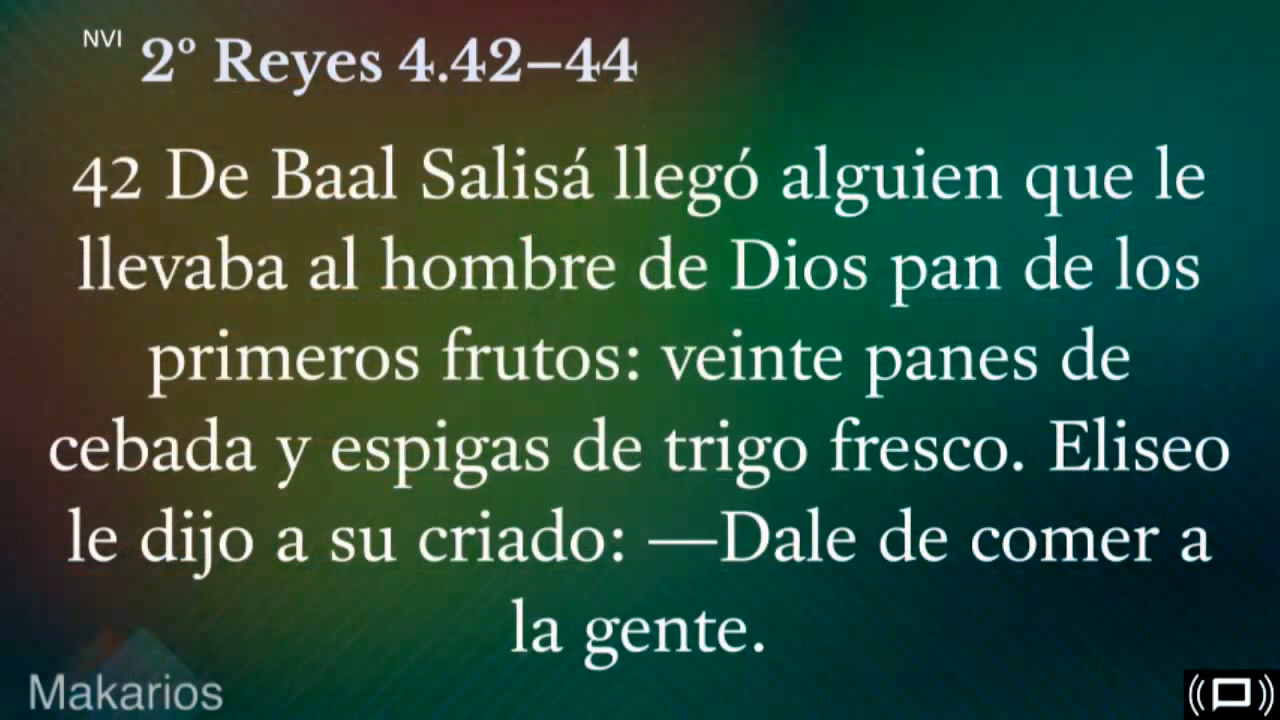 NVI 2º Reyes 4.42–44
42 De Baal Salisá llegó alguien que le
llevaba al hombre de Dios pan de los
primeros frutos: veinte panes de
cebada y espigas de trigo fresco. Eliseo
le dijo a su criado: —Dale de comer a
la gente.
Makarios